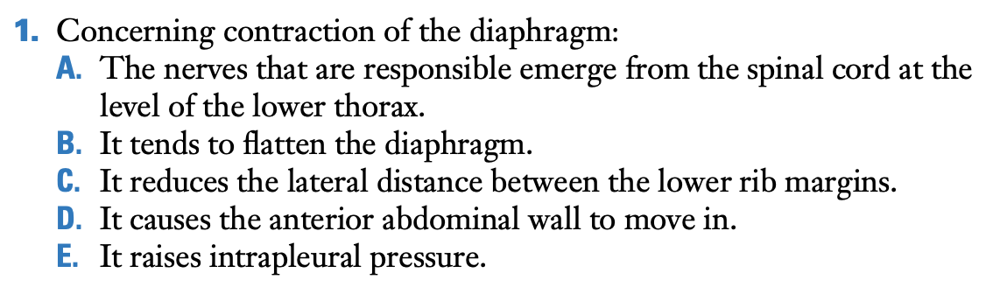 1. Concerning contraction of the diaphragm:
A. The nerves that are responsible emerge from the spinal cord at the
level of the lower thorax.
B. It tends to flatten the diaphragm.
C. It reduces the lateral distance between the lower rib margins.
D. It causes the anterior abdominal wall to move in.
E. It raises intrapleural pressure.